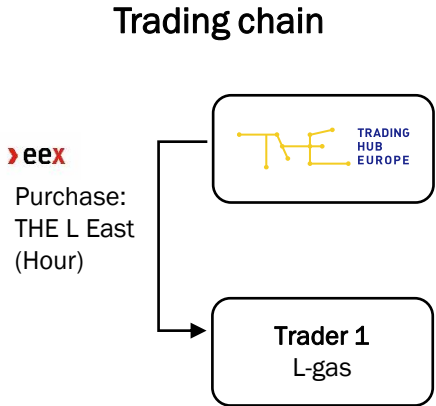 Trading chain
THE
TRADING
HUB
EUROPE
eex
Purchase:
THE L East
(Hour)
Trader 1
L-gas